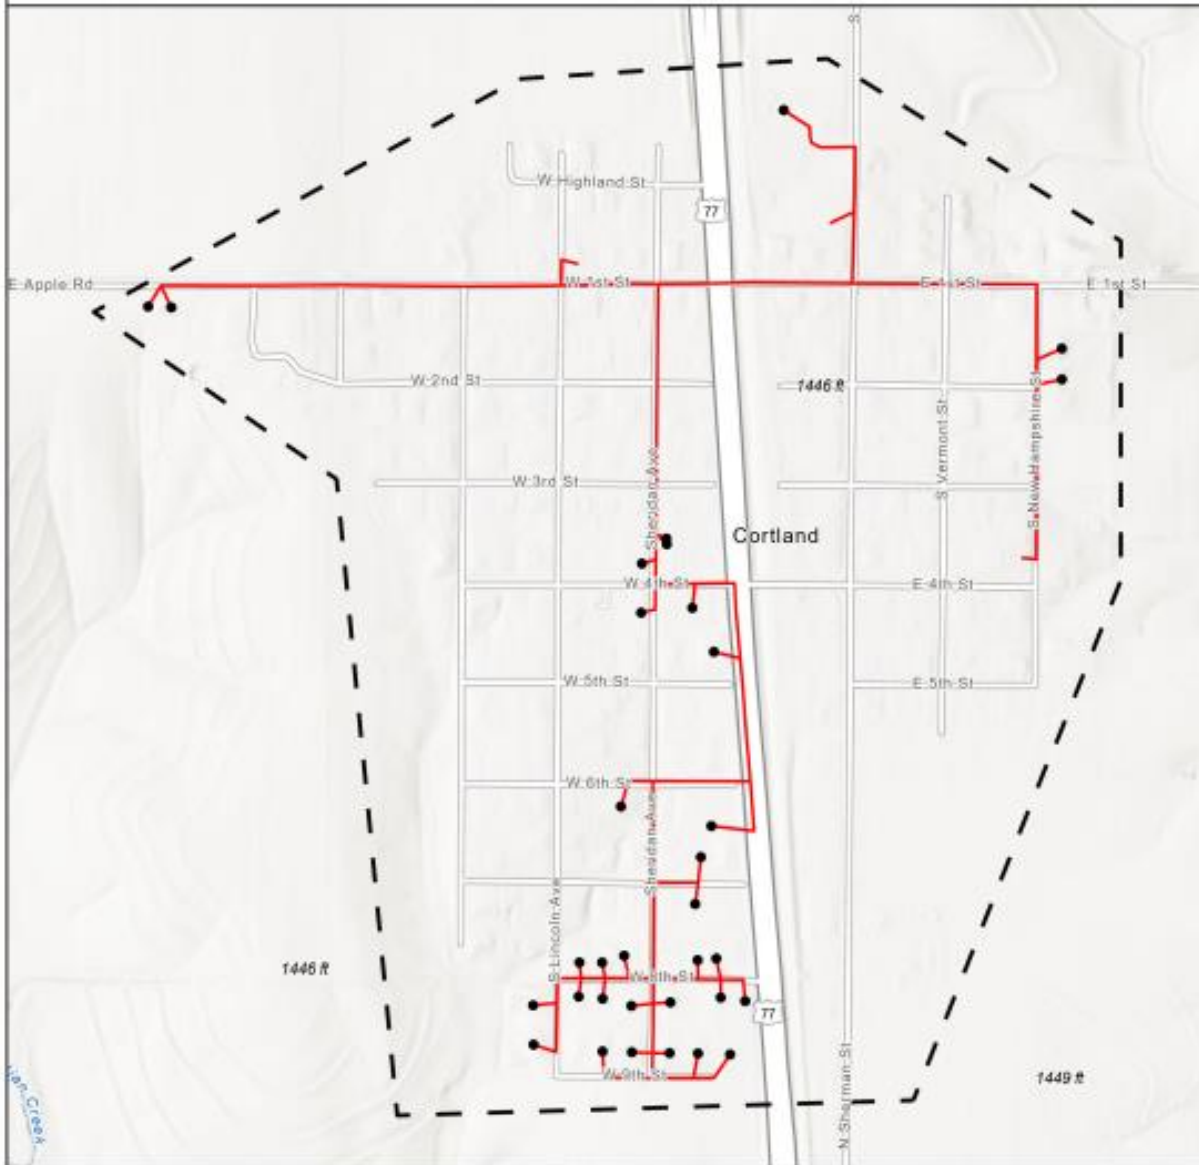 S
W Highland St
77
E Apple Rd
W 1st St
E 1st St
E 1st St
W 2nd St
1446 ft
S Vermont St
S New Hampshire St
Sheridan Ave
W 3rd St
Cortland
W 4th St
E 4th St
W 5th St
E 5th St
W 6th St
Sheridan Ave
S Lincoln Ave
1446 ft
W 8th St
77
W 9th St
N Sherman St
1449 ft
Creek